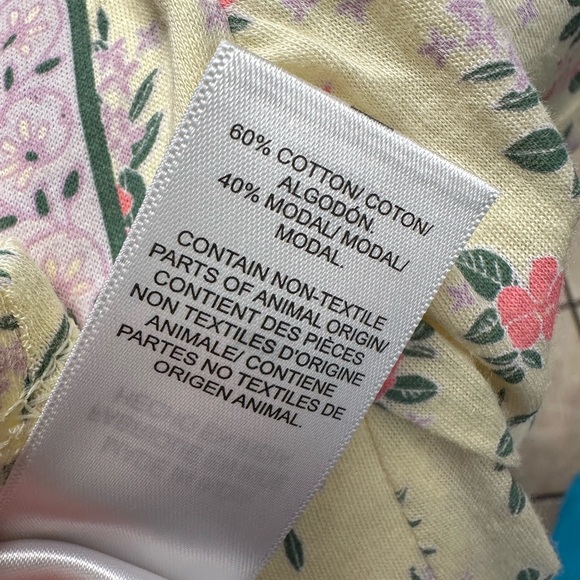 60% COTTON/ COTON/
ALGODÓN.
40% MODAL/ MODAL/
MODAL.
CONTAIN NON-TEXTILE
PARTS OF ANIMAL ORIGIN/
CONTIENT DES PIÈCES
NON TEXTILES D'ORIGINE
ANIMALE/ CONTIENE
PARTES NO TEXTILES DE
ORIGEN ANIMAL.